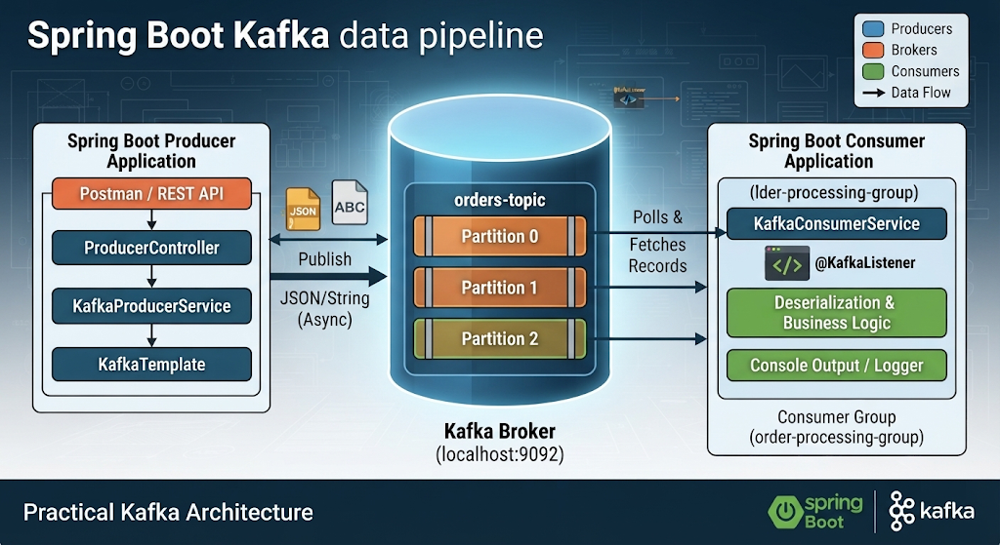 Spring Boot Kafka data pipeline
Producers
Brokers
Consumers
Data Flow
Spring Boot Producer
Application
Postman / REST API
ProducerController
KafkaProducerService
KafkaTemplate
JSON
ABC
Publish
JSON/String
(Async)
orders-topic
Partition 0
Partition 1
Partition 2
Kafka Broker
(localhost:9092)
Polls &
Fetches
Records
Spring Boot Consumer
Application
(lder-processing-group)
KafkaConsumerService
</>
@KafkaListener
Deserialization &
Business Logic
Console Output / Logger
Consumer Group
(order-processing-group)
Practical Kafka Architecture
spring
Boot
kafka